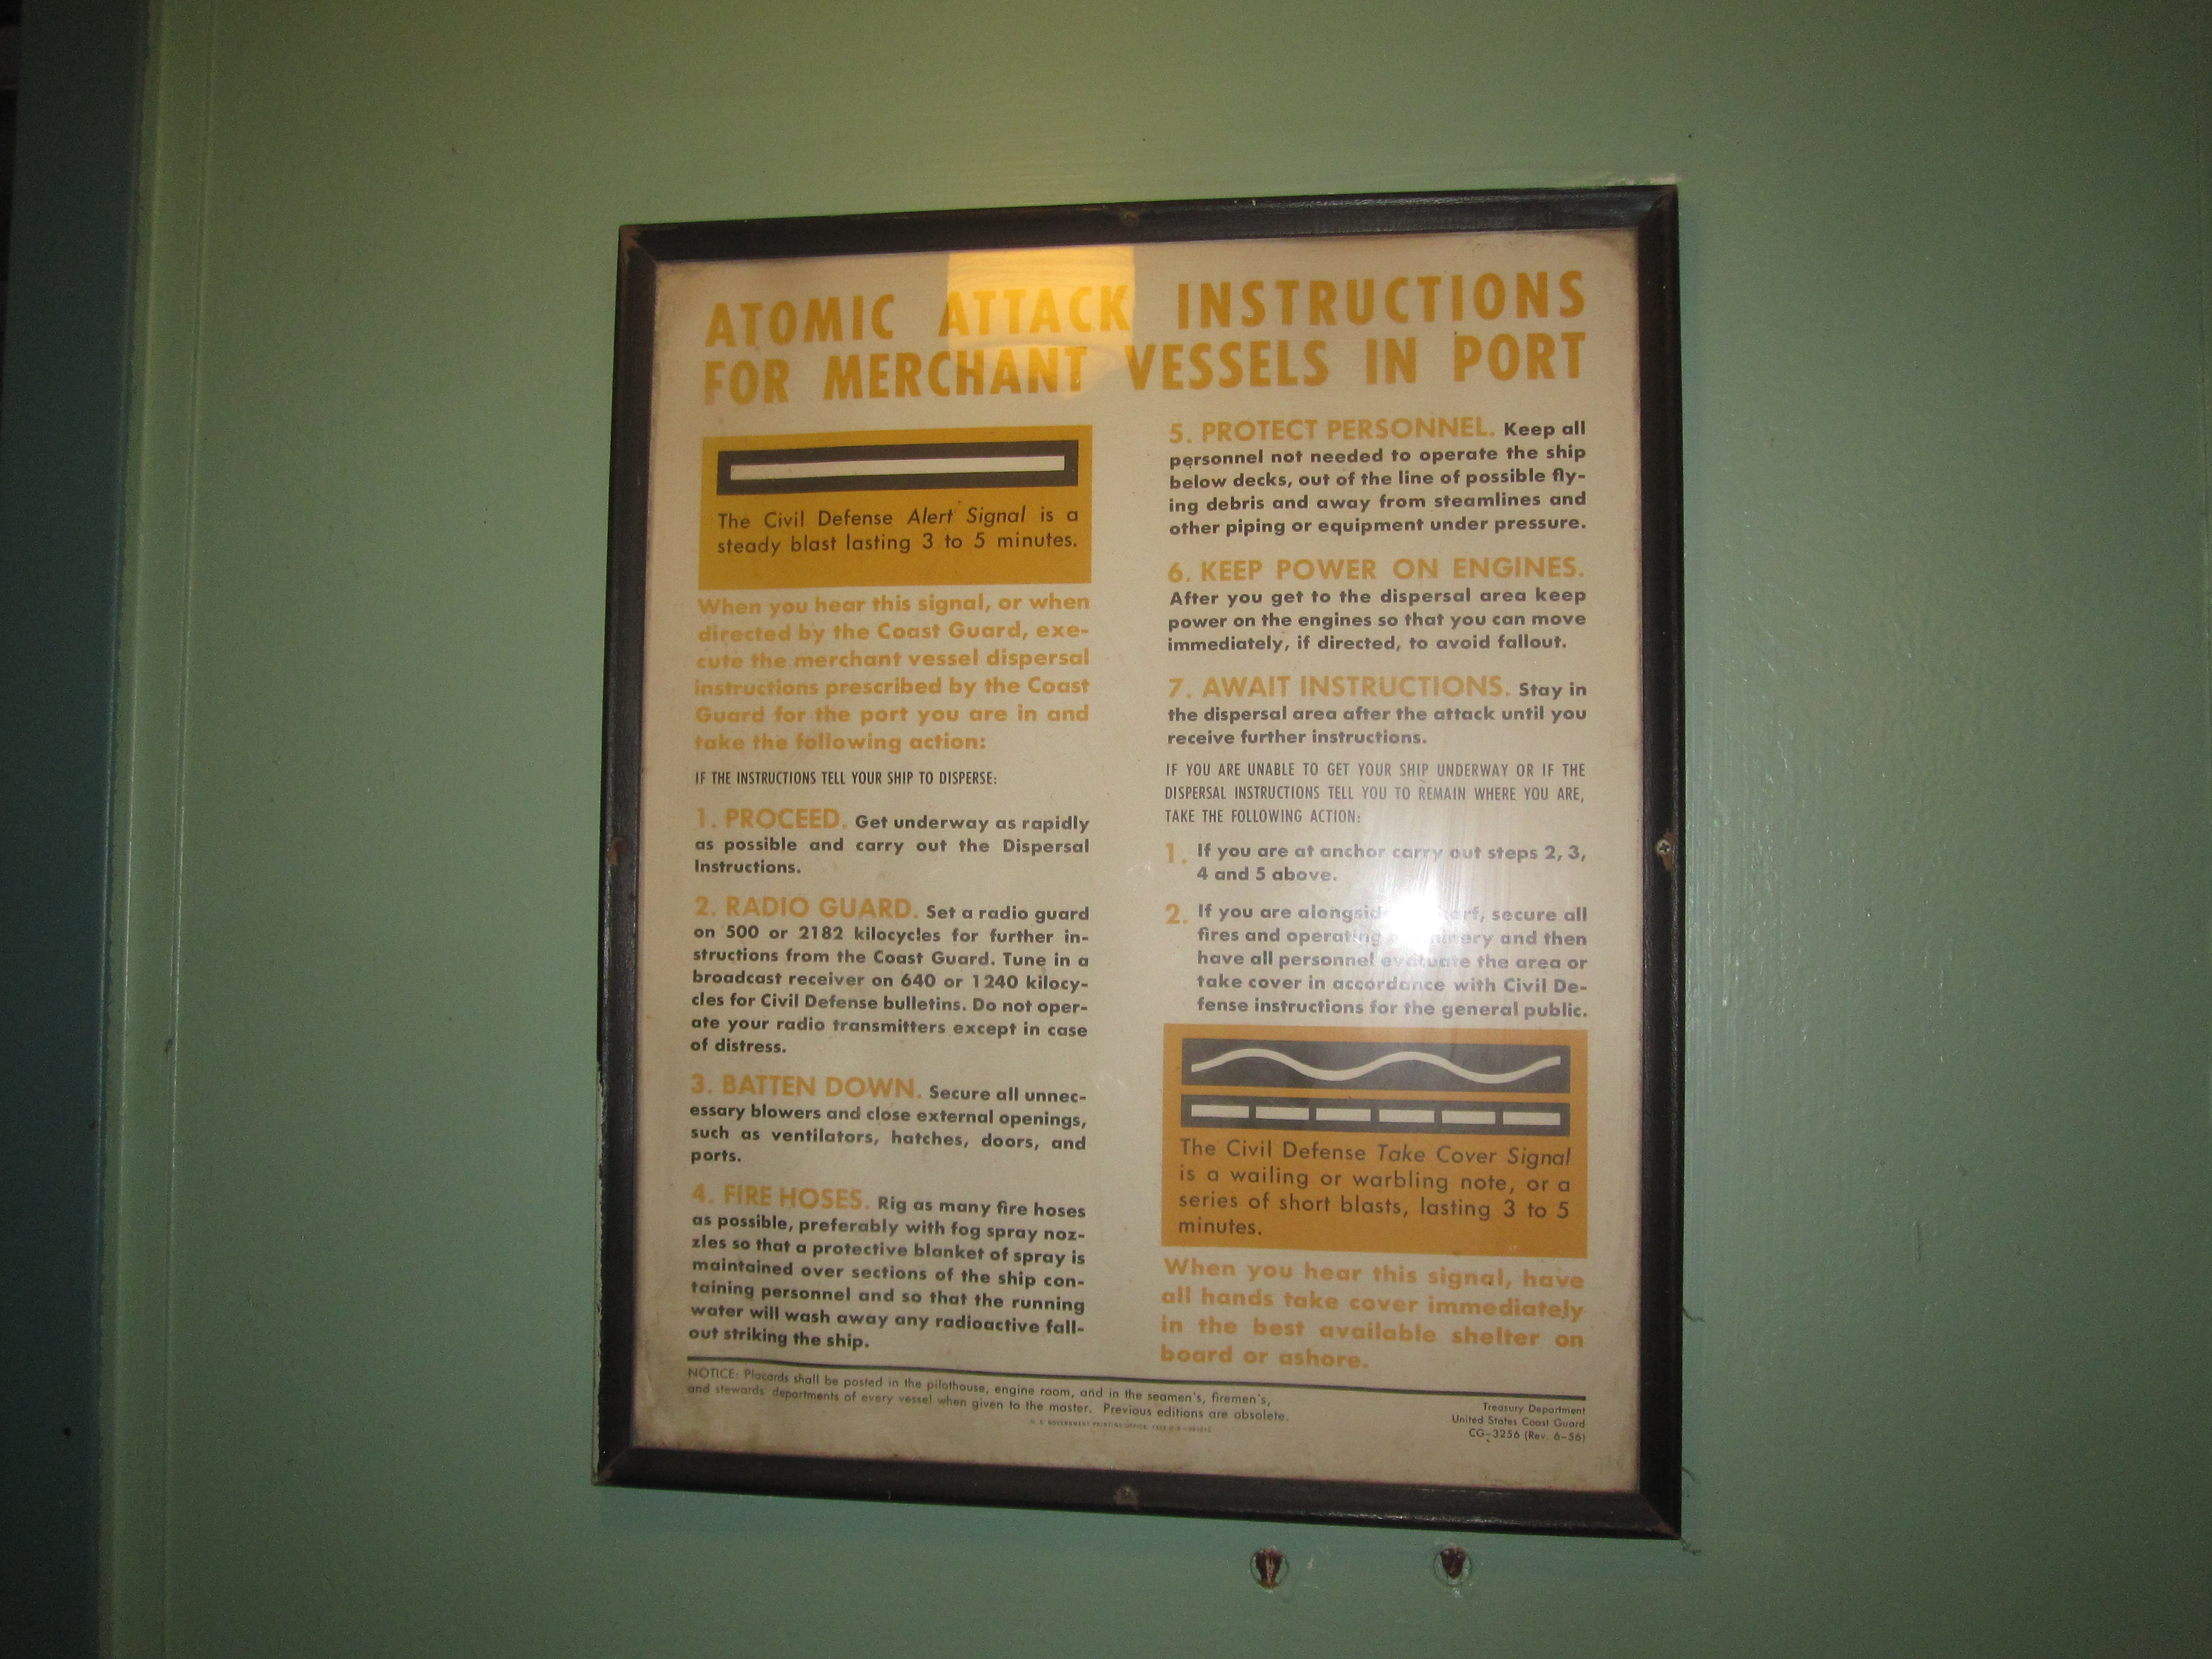 ATOMIC ATTACK INSTRUCTIONS
FOR MERCHANT VESSELS IN PORT
The Civil Defense Alert Signal is a
steady blast lasting 3 to 5 minutes.
When you hear this signal, or when
directed by the Coast Guard, exe-
cute the merchant vessel dispersal
instructions prescribed by the Coast
Guard for the port you are in and
take the following action:
IF THE INSTRUCTIONS TELL YOUR SHIP TO DISPERSE:
1. PROCEED. Get underway as rapidly
as possible and carry out the Dispersal
Instructions.
2. RADIO GUARD. Set a radio guard
on 500 or 2182 kilocycles for further in-
structions from the Coast Guard. Tune in a
broadcast receiver on 640 or 1240 kilocy-
cles for Civil Defense bulletins. Do not oper-
ate your radio transmitters except in case
of distress.
3. BATTEN DOWN. Secure all unnec-
essary blowers and close external openings,
such as ventilators, hatches, doors, and
ports.
4. FIRE HOSES. Rig as many fire hoses
as possible, preferably with fog spray noz-
zles so that a protective blanket of spray is
maintained over sections of the ship con-
taining personnel and so that the running
water will wash away any radioactive fall-
out striking the ship.
5. PROTECT PERSONNEL. Keep all
personnel not needed to operate the ship
below decks, out of the line of possible fly-
ing debris and away from steamlines and
other piping or equipment under pressure.
6. KEEP POWER ON ENGINES.
After you get to the dispersal area keep
power on the engines so that you can move
immediately, if directed, to avoid fallout.
7. AWAIT INSTRUCTIONS. Stay in
the dispersal area after the attack until you
receive further instructions.
IF YOU ARE UNABLE TO GET YOUR SHIP UNDERWAY OR IF THE
DISPERSAL INSTRUCTIONS TELL YOU TO REMAIN WHERE YOU ARE,
TAKE THE FOLLOWING ACTION:
1. If you are at anchor carry out steps 2, 3,
4 and 5 above.
2. If you are alongside secure all
fires and operating machinery and then
have all personnel evacuate the area or
take cover in accordance with Civil De-
fense instructions for the general public.
The Civil Defense Take Cover Signal
is a wailing or warbling note, or a
series of short blasts, lasting 3 to 5
minutes.
When you hear this signal, have
all hands take cover immediately
in the best available shelter on
board or ashore.
NOTICE: Placards shall be posted in the pilothouse, engine room, and in the seamen's, firemen's,
and stewards' departments of every vessel when given to the master. Previous editions are obsolete.
Treasury Department
United States Coast Guard
CG-3256 (Rev. 6-56)